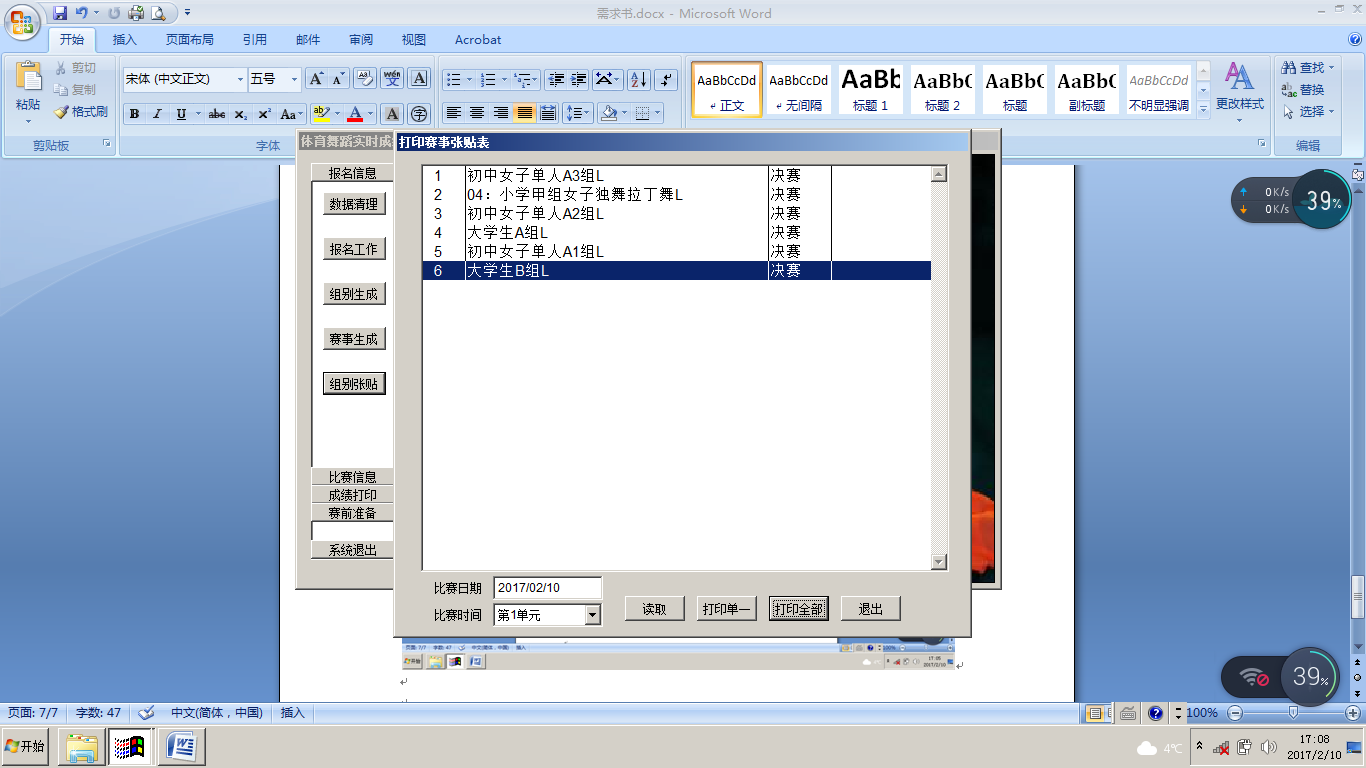 需求书.docx - Microsoft Word
开始 插入 页面布局 引用 邮件 审阅 视图 Acrobat
粘贴 剪切 复制 格式刷
宋体 (中文正文) 五号
AaBbCcDd AaBbCcDd AaBb AaBbC AaBbC AaBbC AaBbCcDd
正文 无间隔 标题 1 标题 2 标题 副标题 不明显强调
更改样式 查找 替换 选择
剪贴板 字体 编辑
体育舞蹈实时成
打印赛事张贴表
报名信息
数据清理
报名工作
组别生成
赛事生成
组别张贴
比赛信息
成绩打印
赛前准备
系统退出
1 初中女子单人A3组L 决赛
2 04：小学甲组女子独舞拉丁舞L 决赛
3 初中女子单人A2组L 决赛
4 大学生A组L 决赛
5 初中女子单人A1组L 决赛
6 大学生B组L 决赛
比赛日期 2017/02/10
比赛时间 第1单元
读取 打印单一 打印全部 退出
0K/s
0K/s
39%
39%
页面: 7/7 字数: 47 中文(简体，中国) 插入
100%
开始
4℃
17:08
2017/2/10